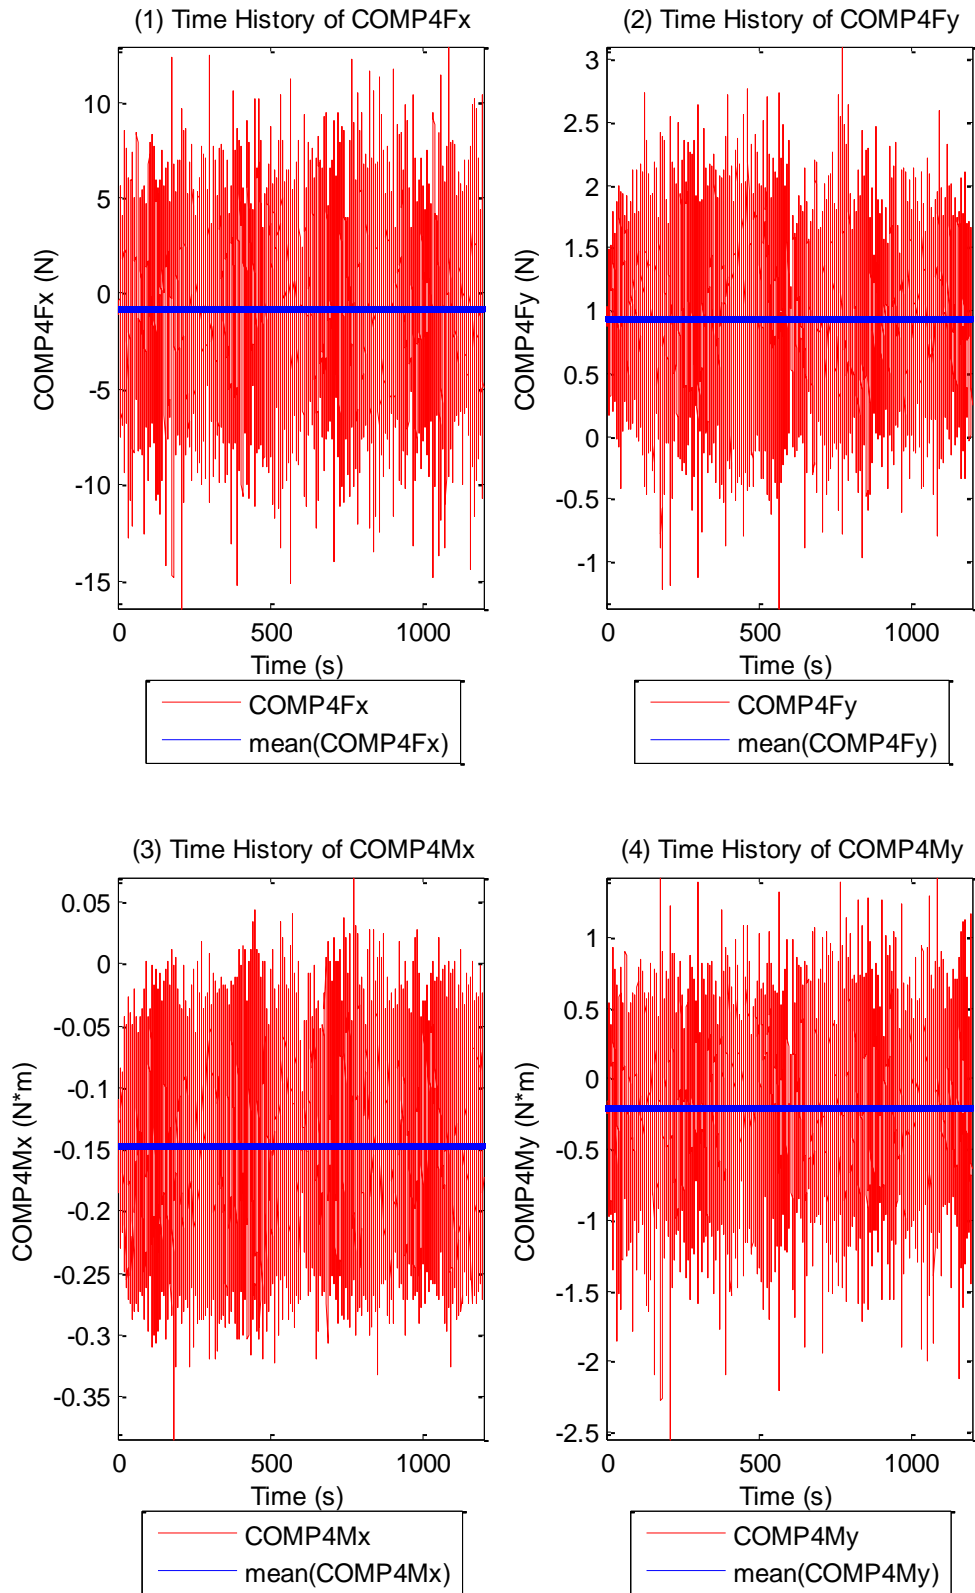 (1) Time History of COMP4Fx
10
5
0
-5
-10
-15
COMP4Fx (N)
0 500 1000
Time (s)
COMP4Fx
mean(COMP4Fx)
(2) Time History of COMP4Fy
3
2.5
2
1.5
1
0.5
0
-0.5
-1
COMP4Fy (N)
0 500 1000
Time (s)
COMP4Fy
mean(COMP4Fy)
(3) Time History of COMP4Mx
0.05
0
-0.05
-0.1
-0.15
-0.2
-0.25
-0.3
-0.35
COMP4Mx (N*m)
0 500 1000
Time (s)
COMP4Mx
mean(COMP4Mx)
(4) Time History of COMP4My
1
0.5
0
-0.5
-1
-1.5
-2
-2.5
COMP4My (N*m)
0 500 1000
Time (s)
COMP4My
mean(COMP4My)